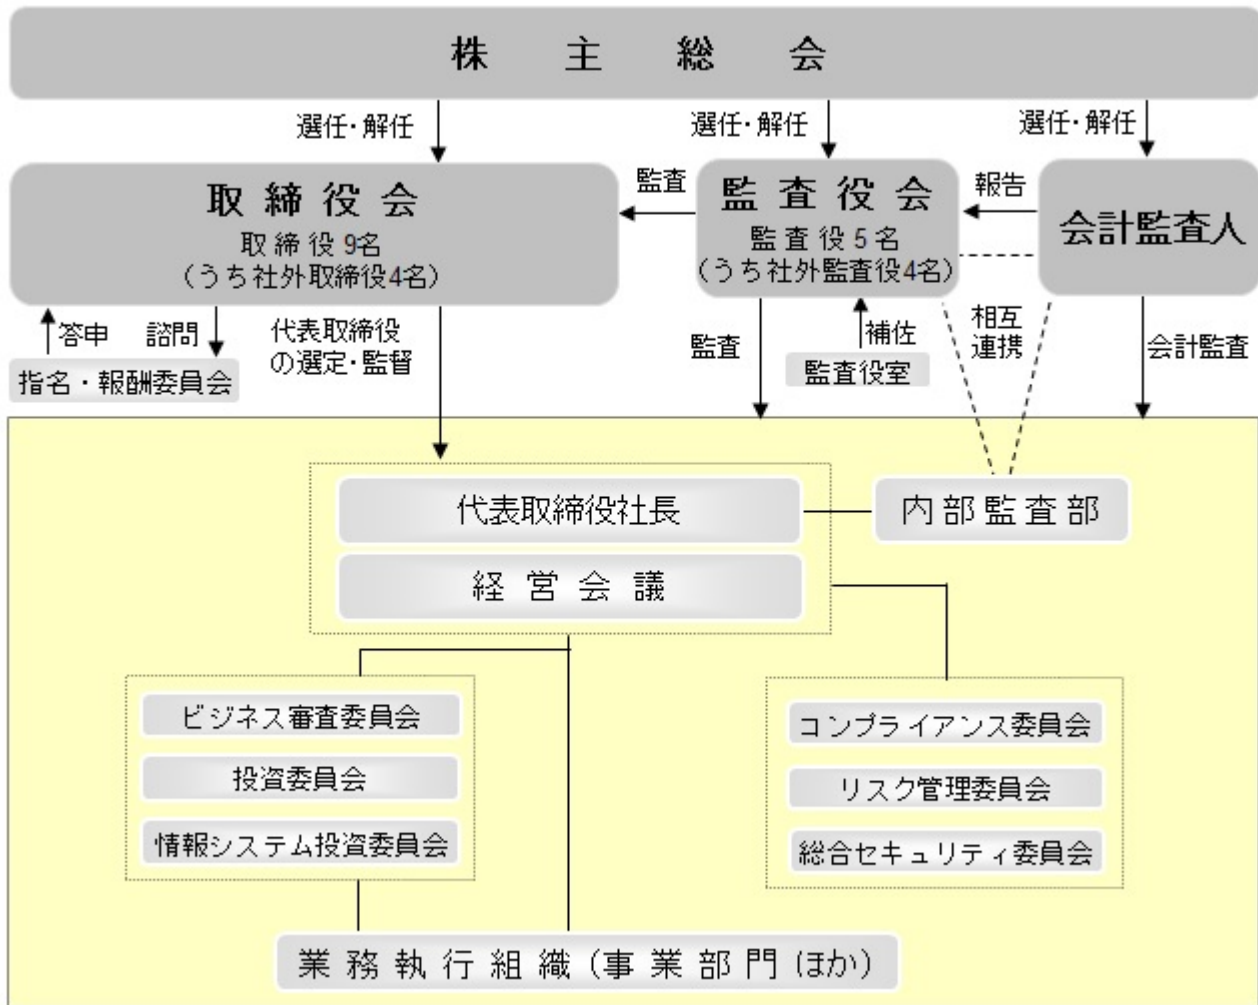 株主総会
選任・解任
選任・解任
選任・解任
取締役会
取締役9名
(うち社外取締役4名)
監査
監査役会
監査役5名
(うち社外監査役4名)
報告
会計監査人
答申
諮問
指名・報酬委員会
代表取締役
の選定・監督
監査
補佐
監査役室
相互
連携
会計監査
代表取締役社長
内部監査部
経営会議
ビジネス審査委員会
投資委員会
情報システム投資委員会
コンプライアンス委員会
リスク管理委員会
総合セキュリティ委員会
業務執行組織(事業部門ほか)